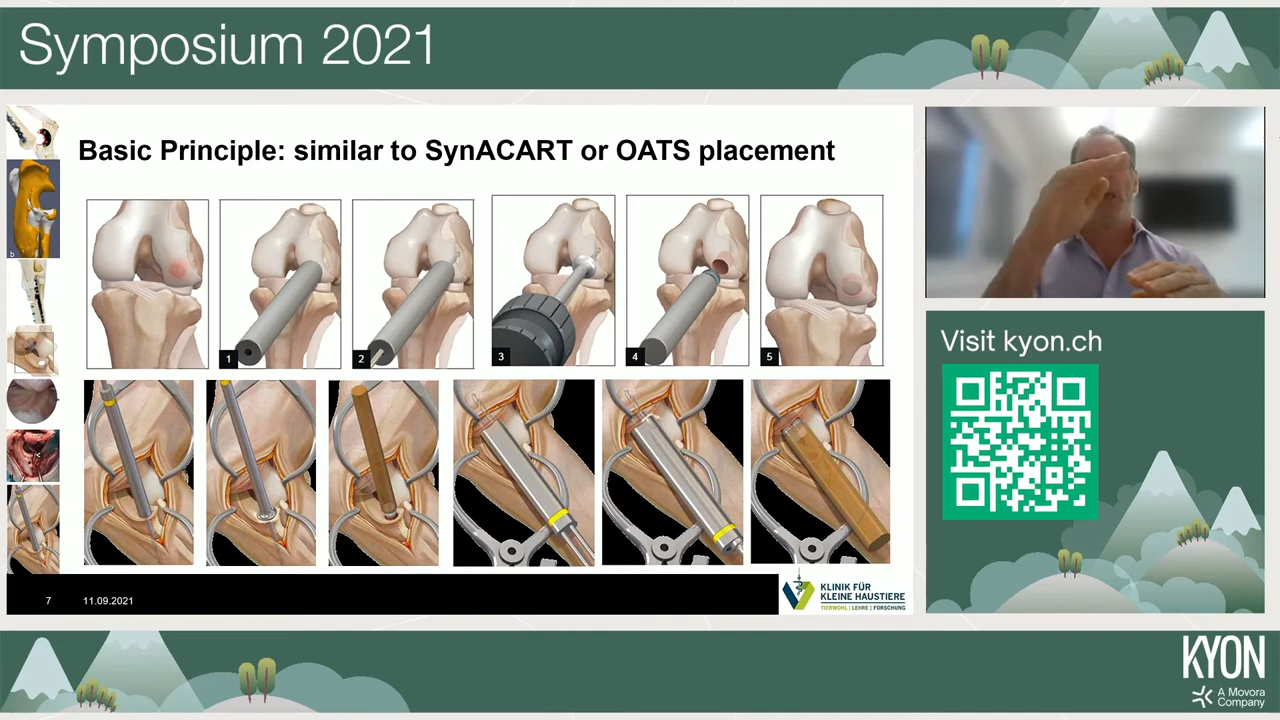 Symposium 2021
Basic Principle: similar to SynACART or OATS placement
1
2
3
4
5
b
7
11.09.2021
KLINIK FÜR
KLEINE HAUSTIERE
TIERWOHL | LEHRE | FORSCHUNG
Visit kyon.ch
KYON
A Movora
Company